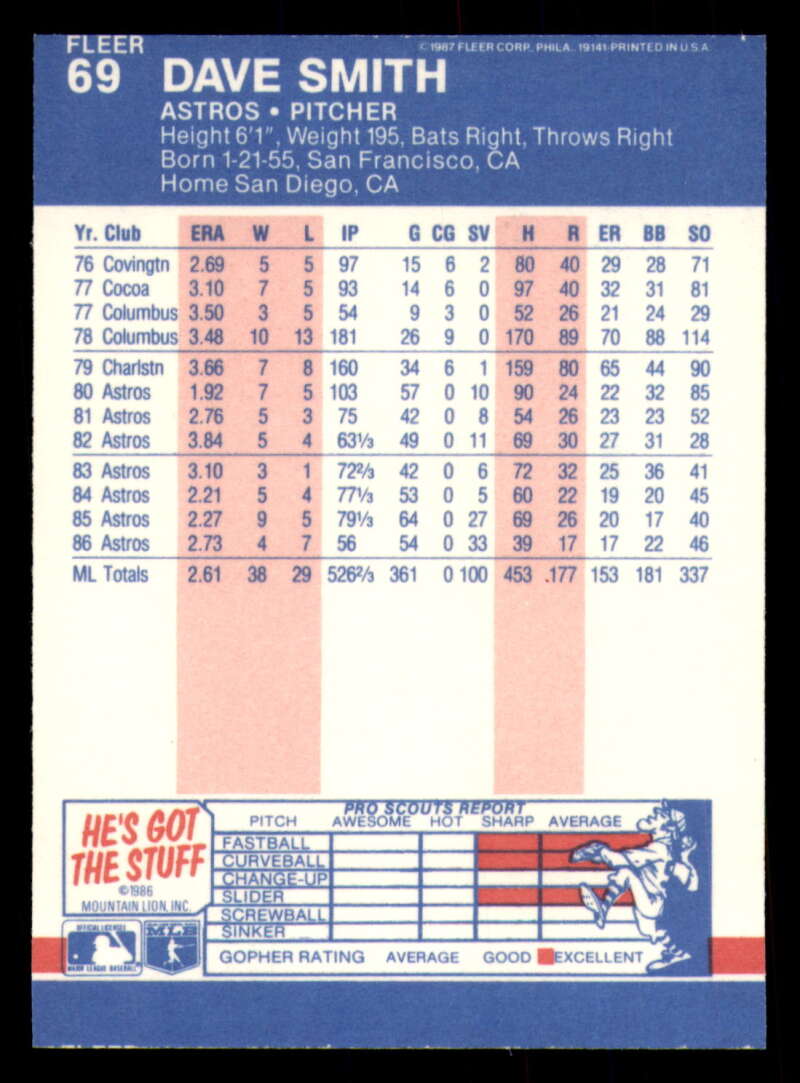 FLEER
© 1987 FLEER CORP., PHILA., 19141-PRINTED IN U.S.A.
69 DAVE SMITH
ASTROS • PITCHER
Height 6'1", Weight 195, Bats Right, Throws Right
Born 1-21-55, San Francisco, CA
Home San Diego, CA
Yr. Club ERA W L IP G CG SV H R ER BB SO
76 Covingtn 2.69 5 5 97 15 6 2 80 40 29 28 71
77 Cocoa 3.10 7 5 93 14 6 0 97 40 32 31 81
77 Columbus 3.50 3 5 54 9 3 0 52 26 21 24 29
78 Columbus 3.48 10 13 181 26 9 0 170 89 70 88 114
79 Charlstn 3.66 7 8 160 34 6 1 159 80 65 44 90
80 Astros 1.92 7 5 103 57 0 10 90 24 22 32 85
81 Astros 2.76 5 3 75 42 0 8 54 26 23 23 52
82 Astros 3.84 5 4 63⅓ 49 0 11 69 30 27 31 28
83 Astros 3.10 3 1 72⅔ 42 0 6 72 32 25 36 41
84 Astros 2.21 5 4 77⅓ 53 0 5 60 22 19 20 45
85 Astros 2.27 9 5 79⅓ 64 0 27 69 26 20 17 40
86 Astros 2.73 4 7 56 54 0 33 39 17 17 22 46
ML Totals 2.61 38 29 526⅔ 361 0 100 453 .177 153 181 337
HE'S GOT
THE STUFF
©1986
MOUNTAIN LION, INC.
OFFICIAL LICENSEE
MAJOR LEAGUE BASEBALL
MLB
PRO SCOUTS REPORT
PITCH AWESOME HOT SHARP AVERAGE
FASTBALL
CURVEBALL
CHANGE-UP
SLIDER
SCREWBALL
SINKER
GOPHER RATING AVERAGE GOOD EXCELLENT
FLEER